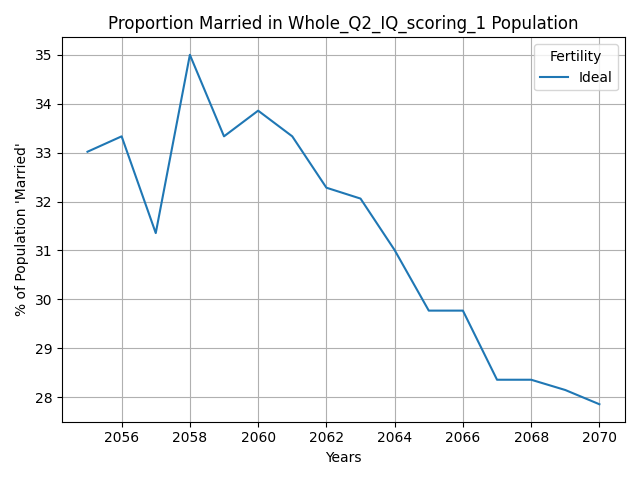 Proportion Married in Whole_Q2_IQ_scoring_1 Population
Fertility
Ideal
% of Population 'Married'
35
34
33
32
31
30
29
28
2056 2058 2060 2062 2064 2066 2068 2070
Years